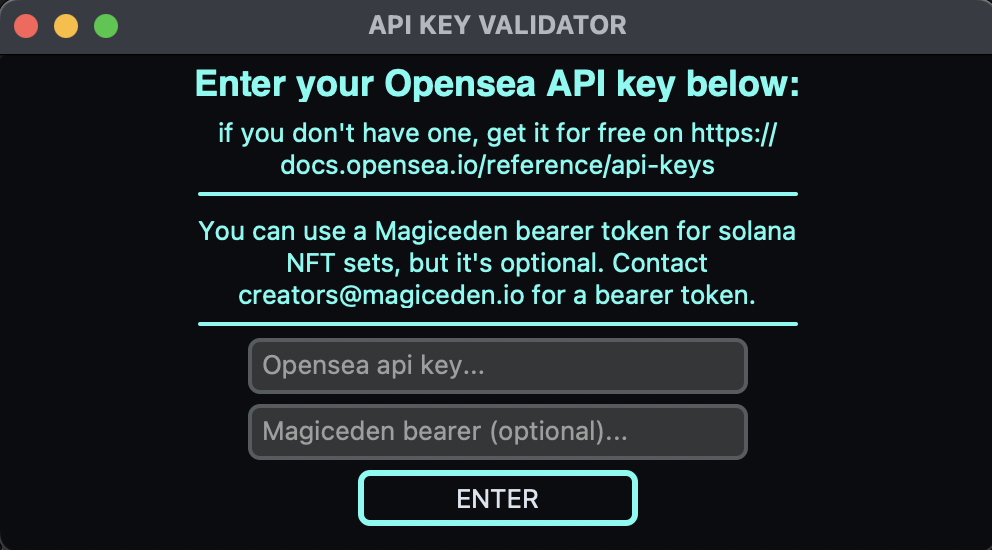 API KEY VALIDATOR
Enter your Opensea API key below:
if you don't have one, get it for free on https://
docs.opensea.io/reference/api-keys
You can use a Magiceden bearer token for solana
NFT sets, but it's optional. Contact
creators@magiceden.io for a bearer token.
Opensea api key...
Magiceden bearer (optional)...
ENTER